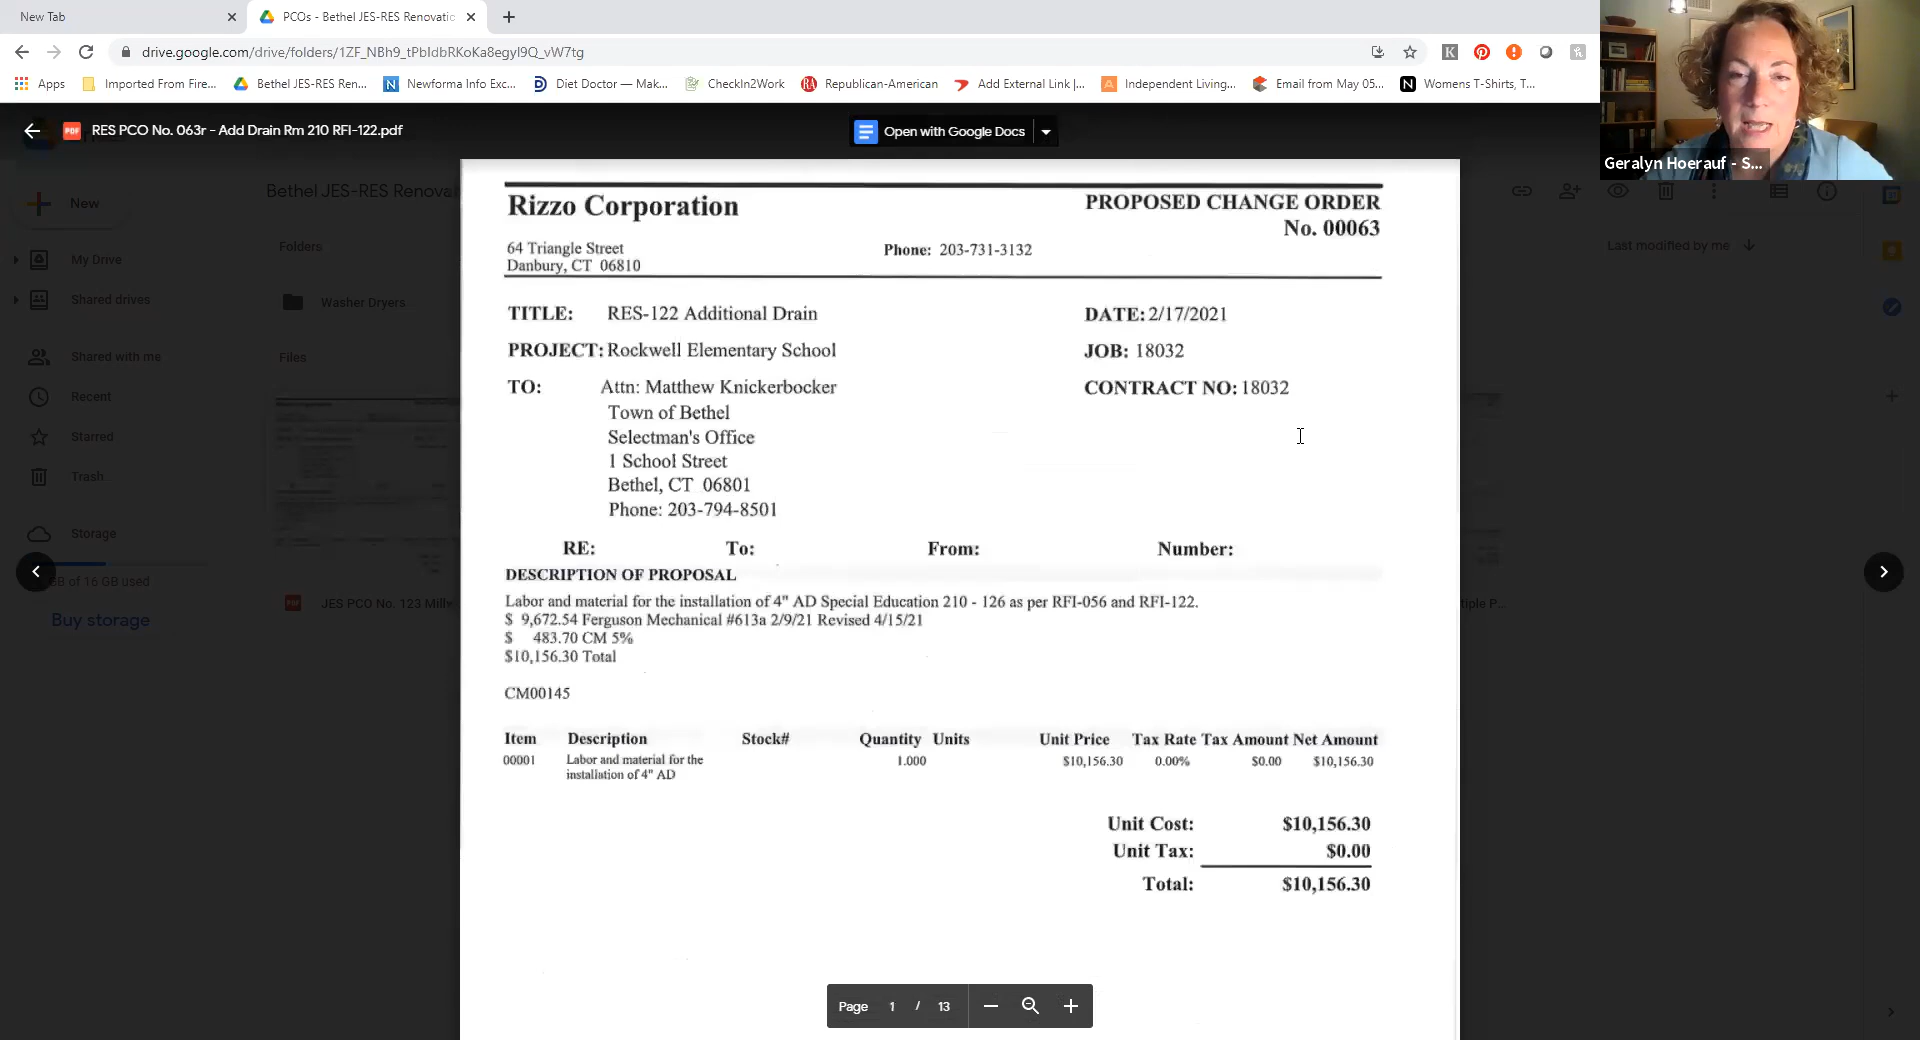 New Tab
PCOs - Bethel JES-RES Renovatio
drive.google.com/drive/folders/1ZF_NBh9_tPbIdbRKoKa8egyI9Q_vW7tg
Apps
Imported From Fire...
Bethel JES-RES Ren...
Newforma Info Exc...
Diet Doctor — Mak...
CheckIn2Work
Republican-American
Add External Link |...
Independent Living...
Email from May 05...
Womens T-Shirts, T...
Geralyn Hoerauf - S...
PDF RES PCO No. 063r - Add Drain Rm 210 RFI-122.pdf
Open with Google Docs
Bethel JES-RES Renova
New
Folders
Last modified by me
My Drive
Shared drives
Washer Dryers
Shared with me
Files
Recent
Starred
Trash
Storage
GB of 16 GB used
JES PCO No. 123
Buy storage
Rizzo Corporation
PROPOSED CHANGE ORDER
No. 00063
64 Triangle Street
Danbury, CT 06810
Phone: 203-731-3132
TITLE: RES-122 Additional Drain
DATE: 2/17/2021
PROJECT: Rockwell Elementary School
JOB: 18032
TO: Attn: Matthew Knickerbocker
CONTRACT NO: 18032
Town of Bethel
Selectman's Office
1 School Street
Bethel, CT 06801
Phone: 203-794-8501
RE: To: From: Number:
DESCRIPTION OF PROPOSAL
Labor and material for the installation of 4" AD Special Education 210 - 126 as per RFI-056 and RFI-122.
$ 9,672.54 Ferguson Mechanical #613a 2/9/21 Revised 4/15/21
$ 483.70 CM 5%
$10,156.30 Total
CM00145
Item Description Stock# Quantity Units Unit Price Tax Rate Tax Amount Net Amount
00001 Labor and material for the 1.000 $10,156.30 0.00% $0.00 $10,156.30
installation of 4" AD
Unit Cost: $10,156.30
Unit Tax: $0.00
Total: $10,156.30
Page 1 / 13